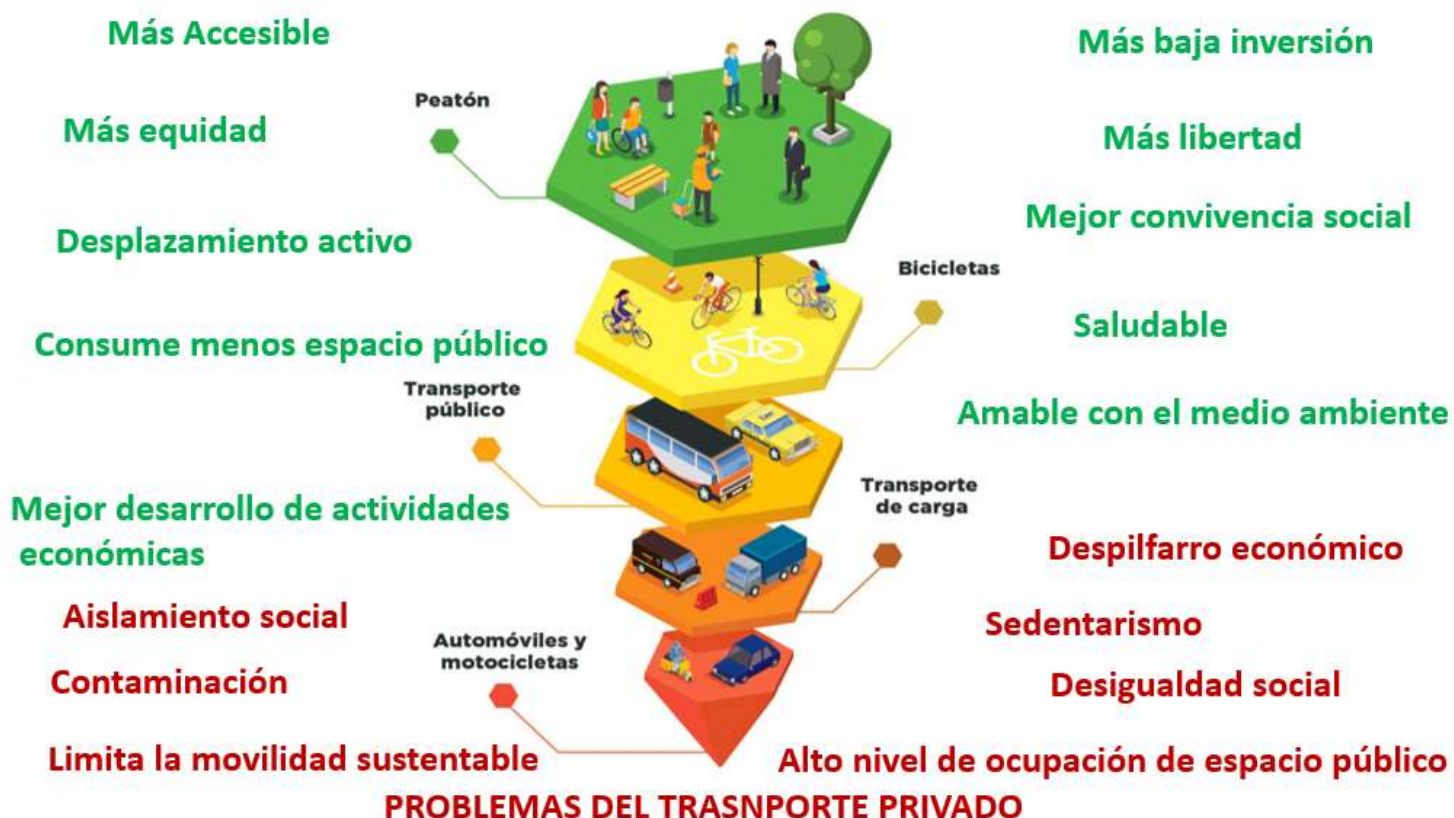 Más Accesible
Más baja inversión
Peatón
Más equidad
Más libertad
Mejor convivencia social
Desplazamiento activo
Bicicletas
Saludable
Consume menos espacio público
Transporte
público
Amable con el medio ambiente
Transporte
de carga
Mejor desarrollo de actividades
económicas
Despilfarro económico
Aislamiento social
Sedentarismo
Automóviles y
motocicletas
Contaminación
Desigualdad social
Limita la movilidad sustentable
Alto nivel de ocupación de espacio público
PROBLEMAS DEL TRASNPORTE PRIVADO